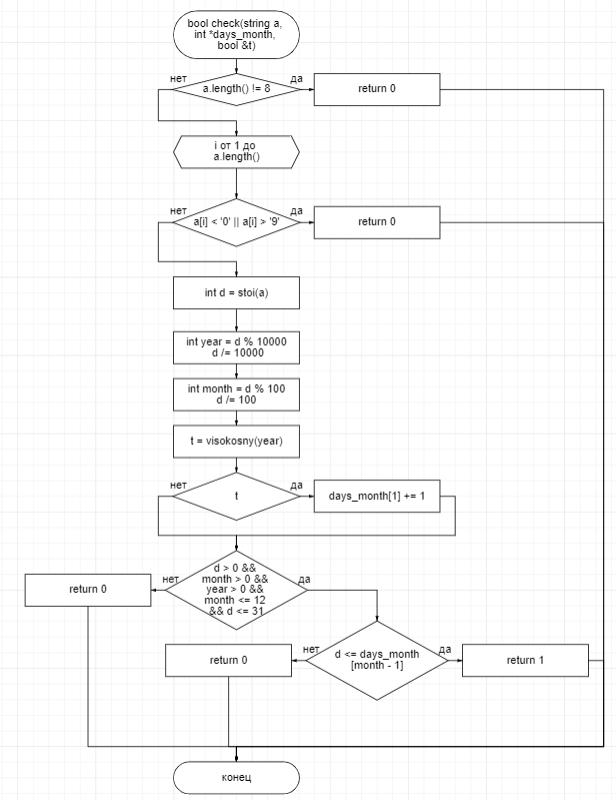 bool check(string a,
int *days_month,
bool &t)
нет
да
a.length() != 8
return 0
i от 1 до
a.length()
нет
да
a[i] < '0' || a[i] > '9'
return 0
int d = stoi(a)
int year = d % 10000
d /= 10000
int month = d % 100
d /= 100
t = visokosny(year)
нет
да
t
days_month[1] += 1
d > 0 &&
month > 0 &&
year > 0 &&
month <= 12
&& d <= 31
нет
да
return 0
d <= days_month
[month - 1]
нет
да
return 0
return 1
конец